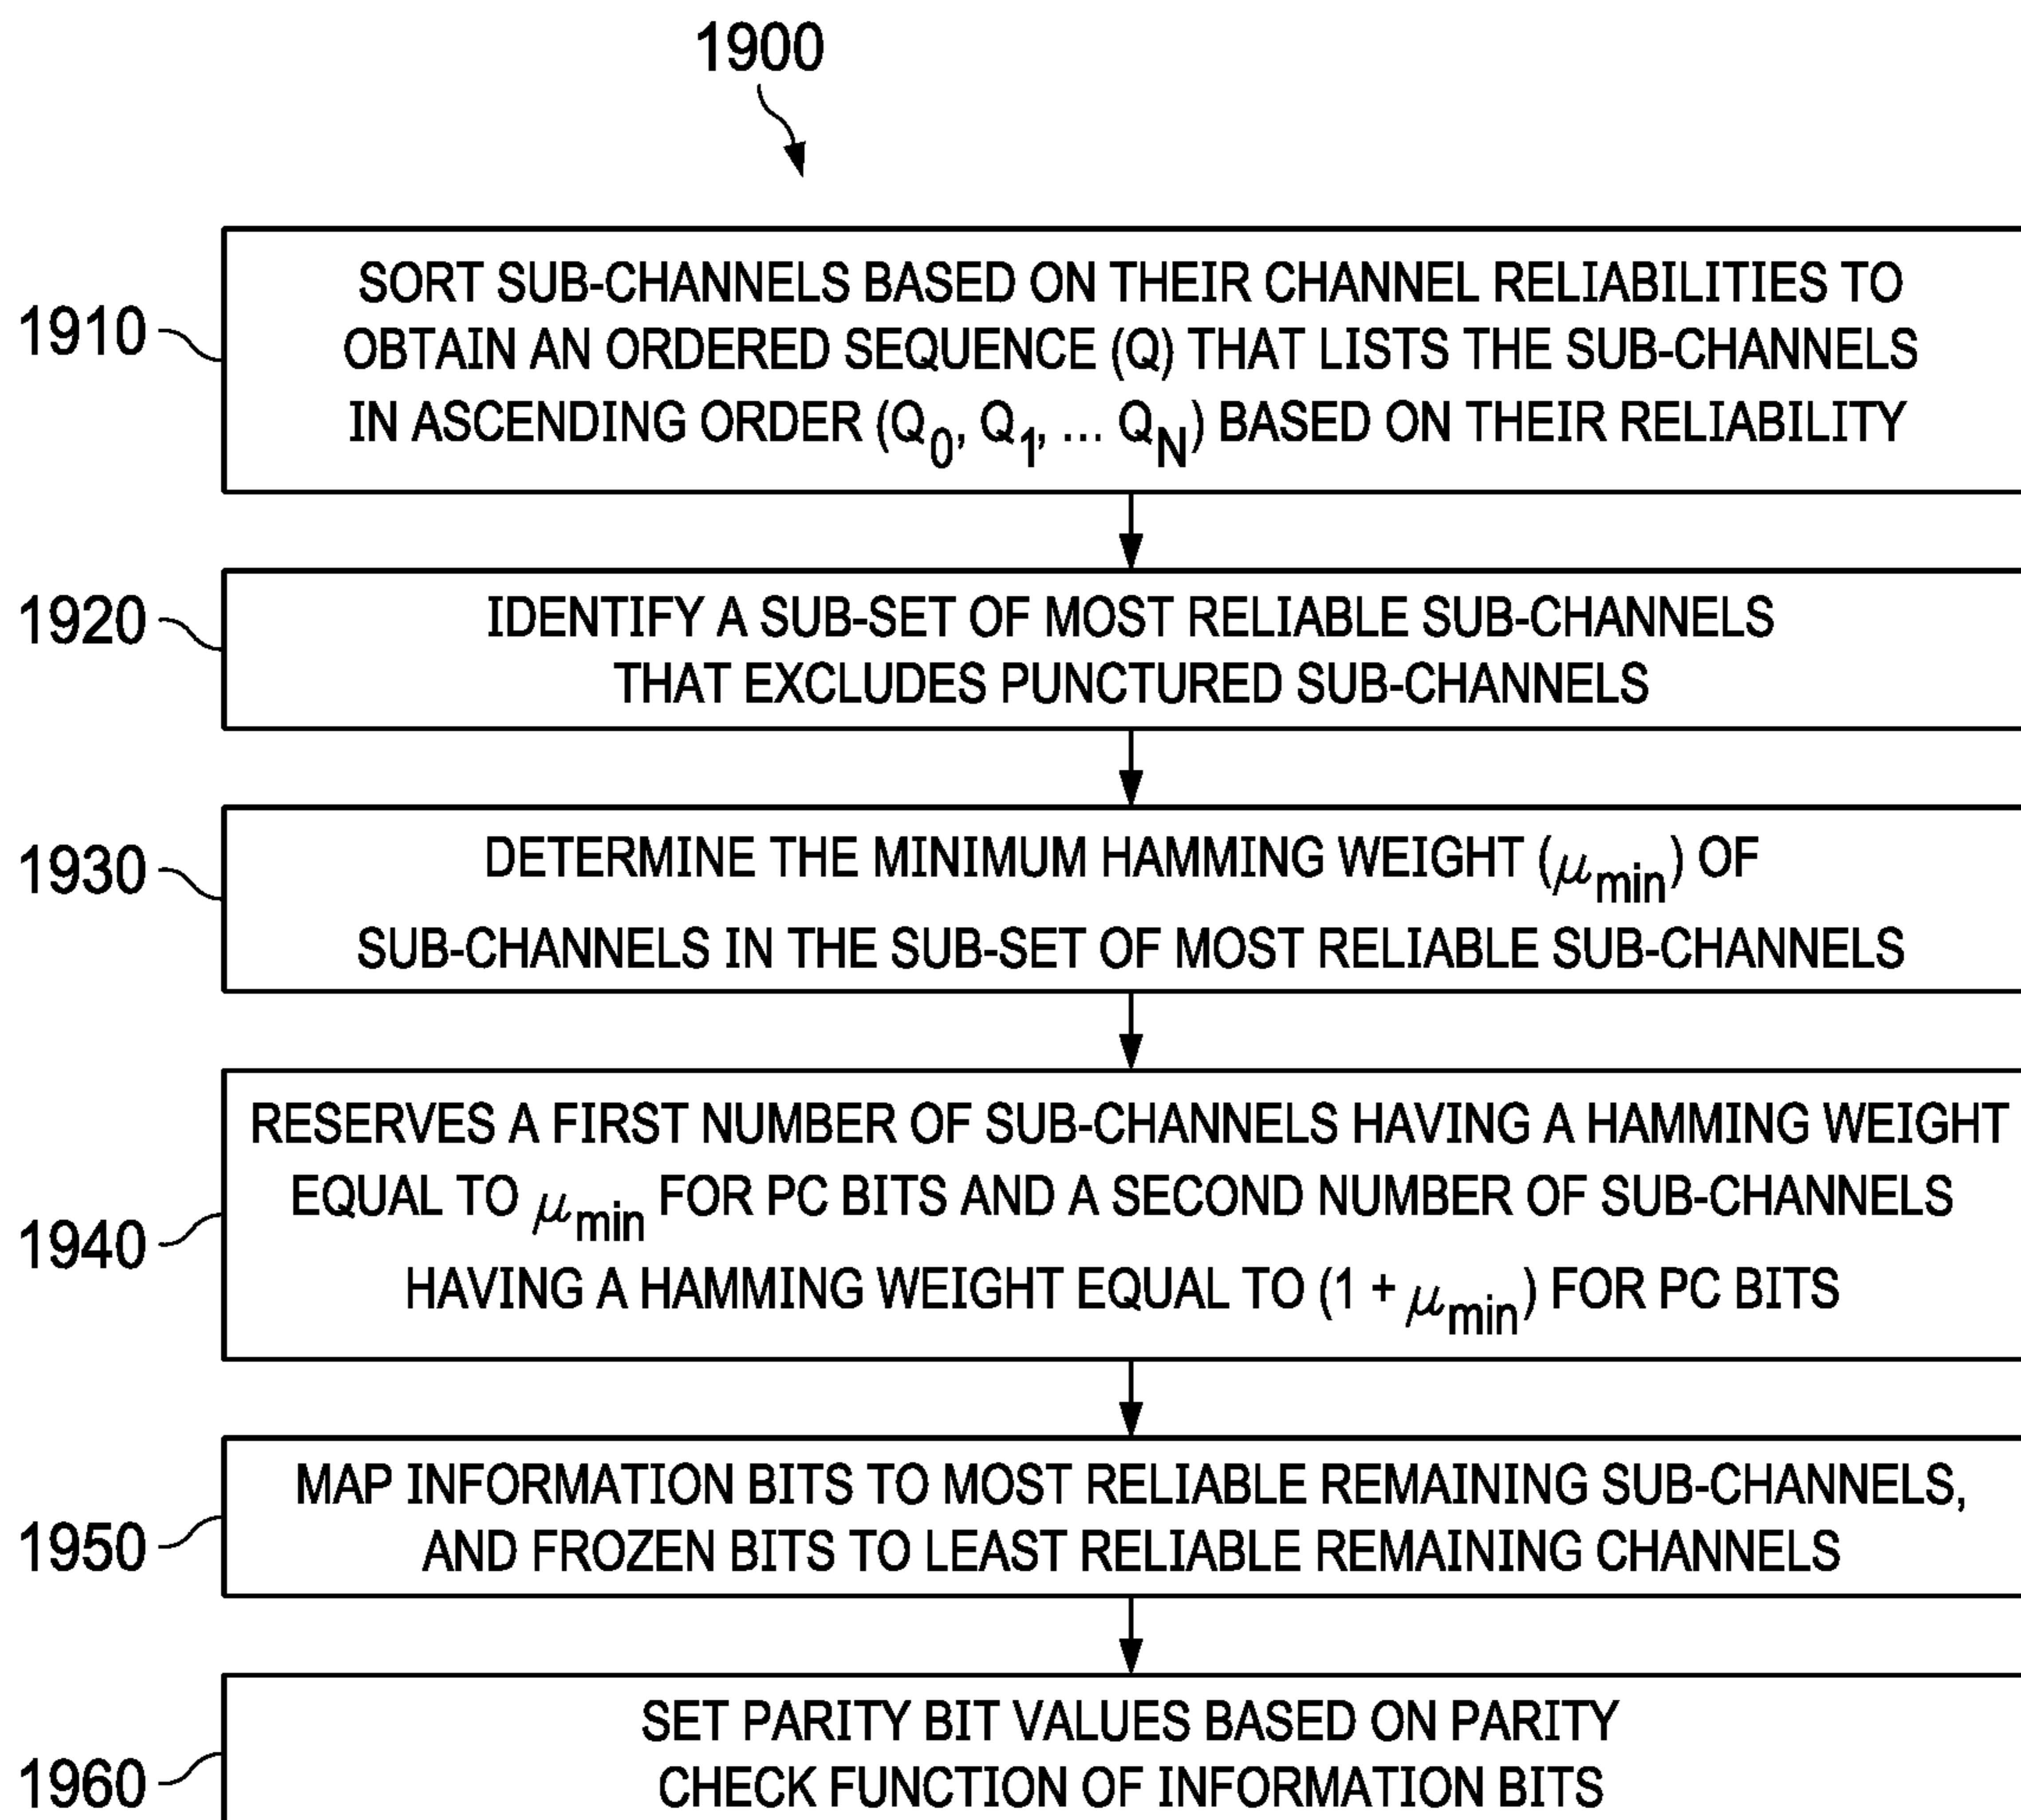 1900
1910
SORT SUB-CHANNELS BASED ON THEIR CHANNEL RELIABILITIES TO
OBTAIN AN ORDERED SEQUENCE (Q) THAT LISTS THE SUB-CHANNELS
IN ASCENDING ORDER (Q0, Q1, ... QN) BASED ON THEIR RELIABILITY
1920
IDENTIFY A SUB-SET OF MOST RELIABLE SUB-CHANNELS
THAT EXCLUDES PUNCTURED SUB-CHANNELS
1930
DETERMINE THE MINIMUM HAMMING WEIGHT (μmin) OF
SUB-CHANNELS IN THE SUB-SET OF MOST RELIABLE SUB-CHANNELS
1940
RESERVES A FIRST NUMBER OF SUB-CHANNELS HAVING A HAMMING WEIGHT
EQUAL TO μmin FOR PC BITS AND A SECOND NUMBER OF SUB-CHANNELS
HAVING A HAMMING WEIGHT EQUAL TO (1 + μmin) FOR PC BITS
1950
MAP INFORMATION BITS TO MOST RELIABLE REMAINING SUB-CHANNELS,
AND FROZEN BITS TO LEAST RELIABLE REMAINING CHANNELS
1960
SET PARITY BIT VALUES BASED ON PARITY
CHECK FUNCTION OF INFORMATION BITS